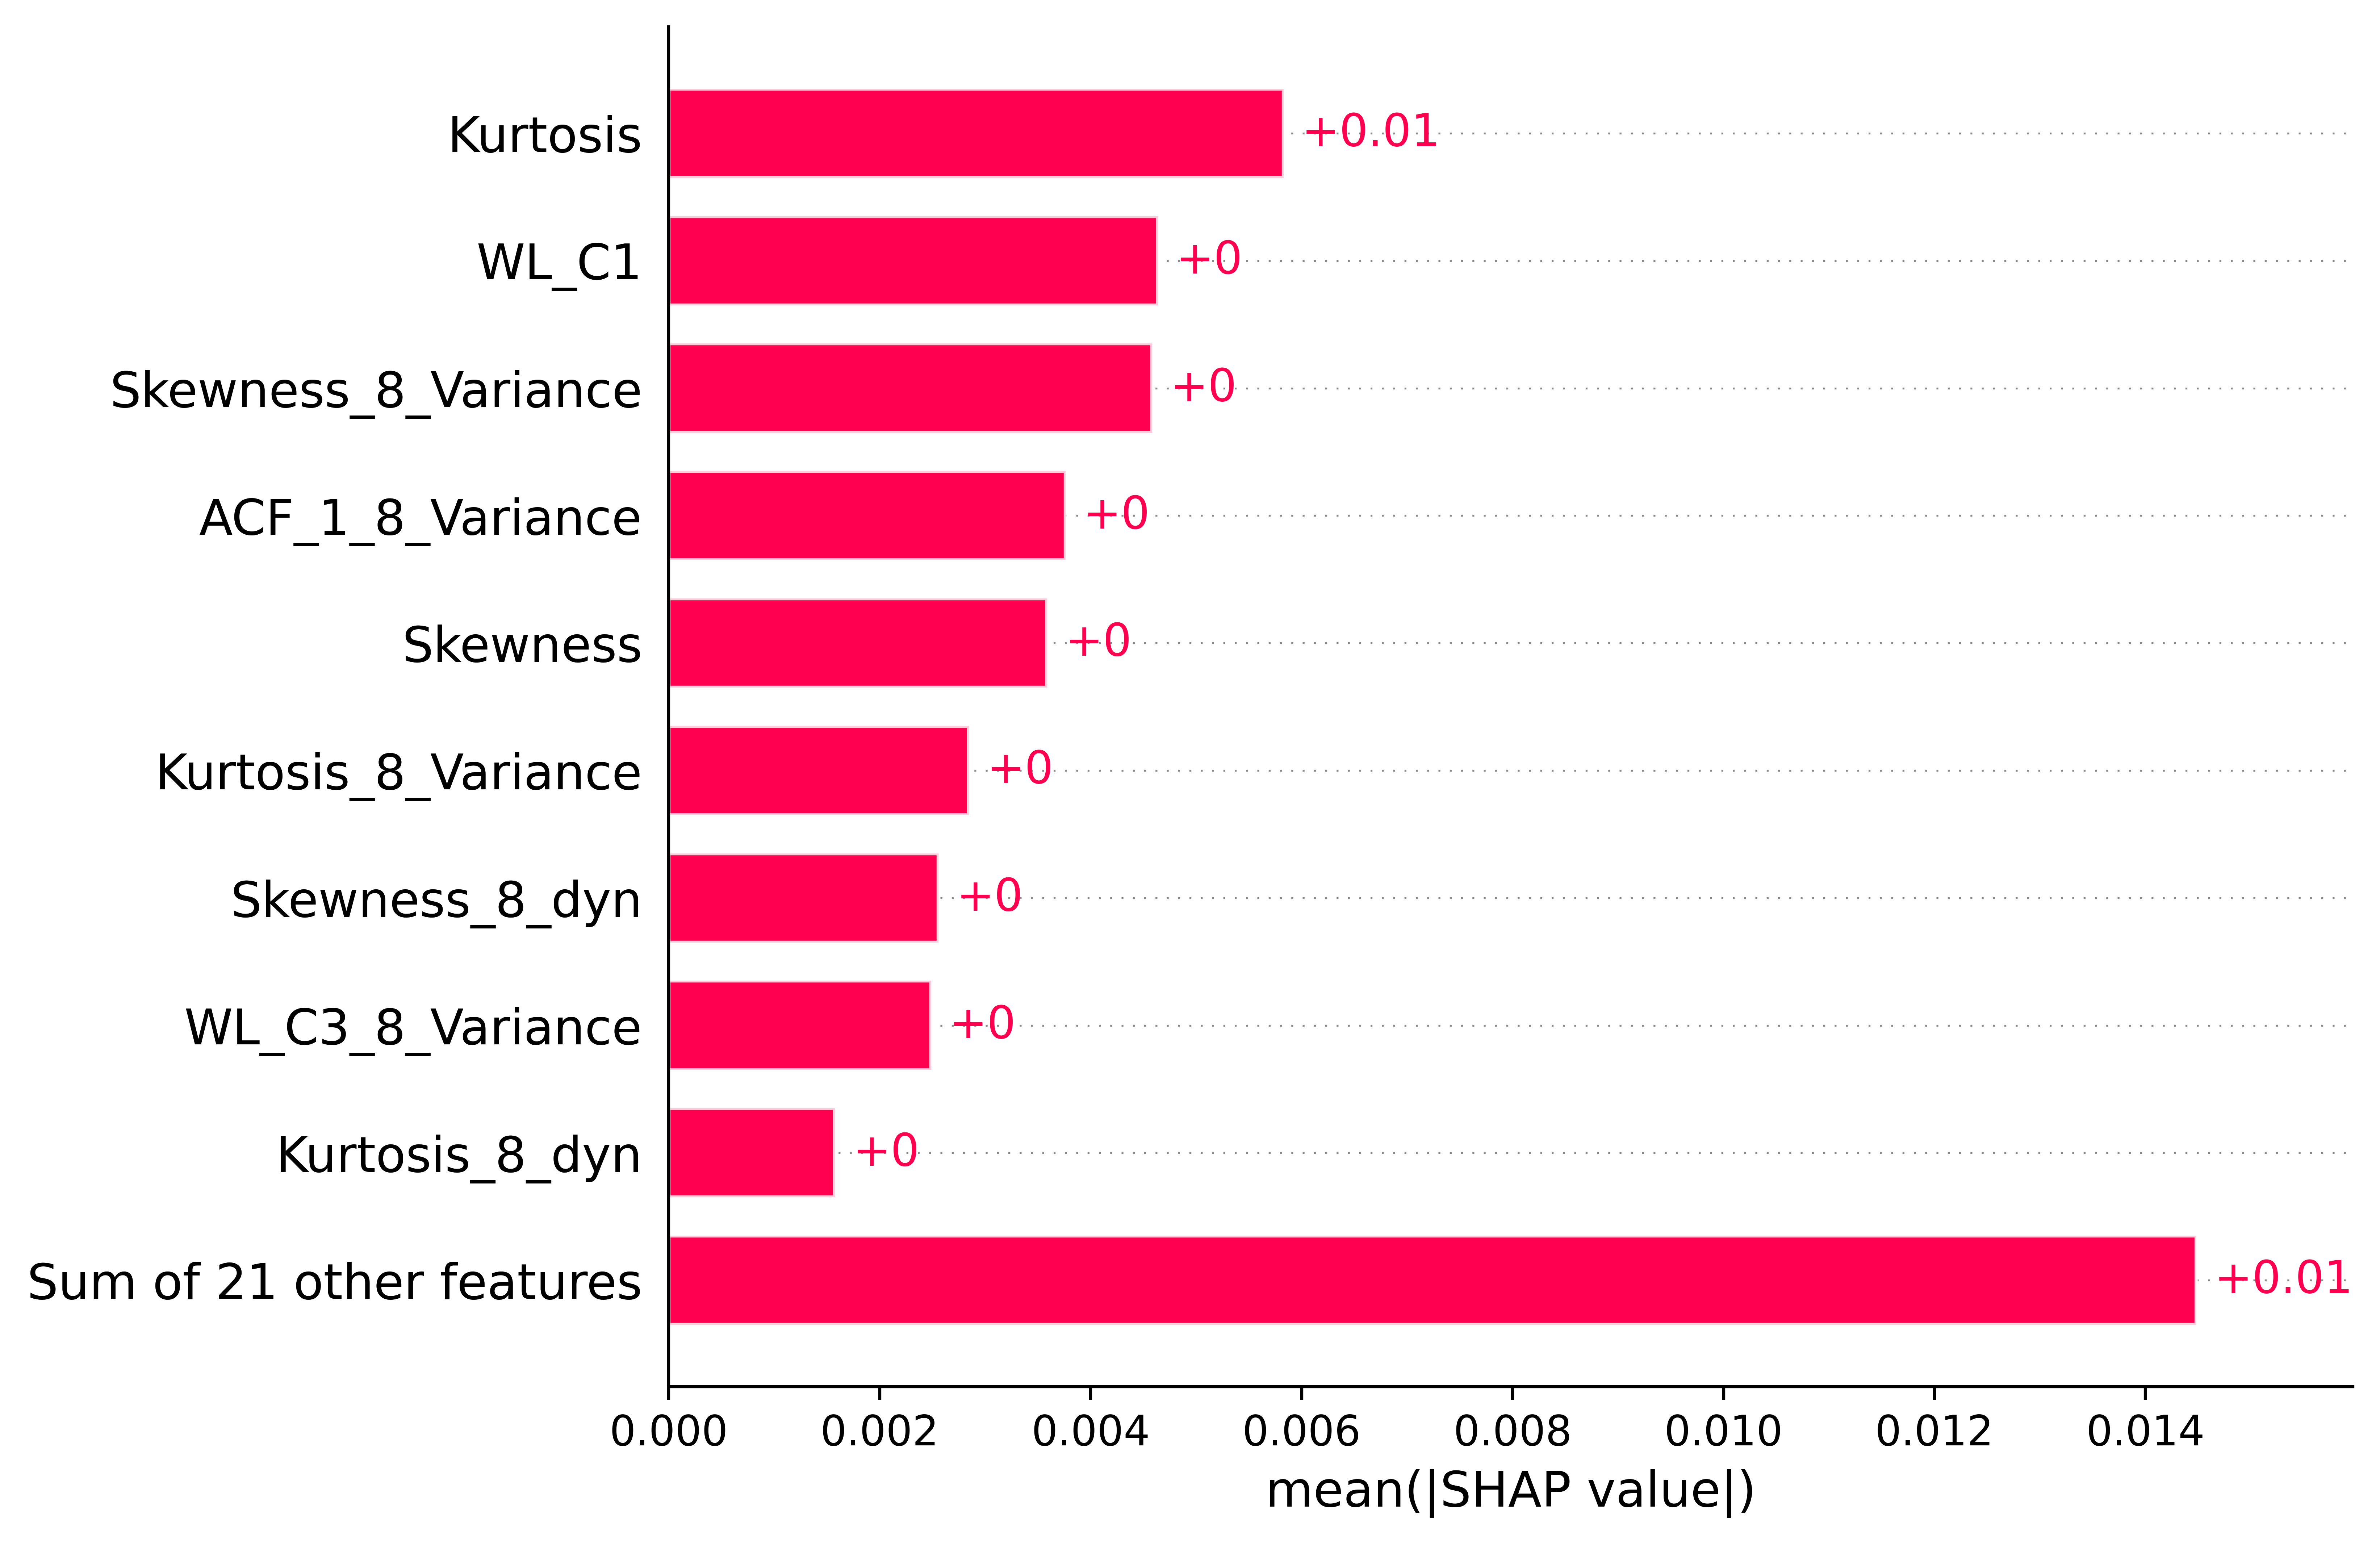 Kurtosis +0.01
WL_C1 +0
Skewness_8_Variance +0
ACF_1_8_Variance +0
Skewness +0
Kurtosis_8_Variance +0
Skewness_8_dyn +0
WL_C3_8_Variance +0
Kurtosis_8_dyn +0
Sum of 21 other features +0.01
0.000 0.002 0.004 0.006 0.008 0.010 0.012 0.014
mean(|SHAP value|)